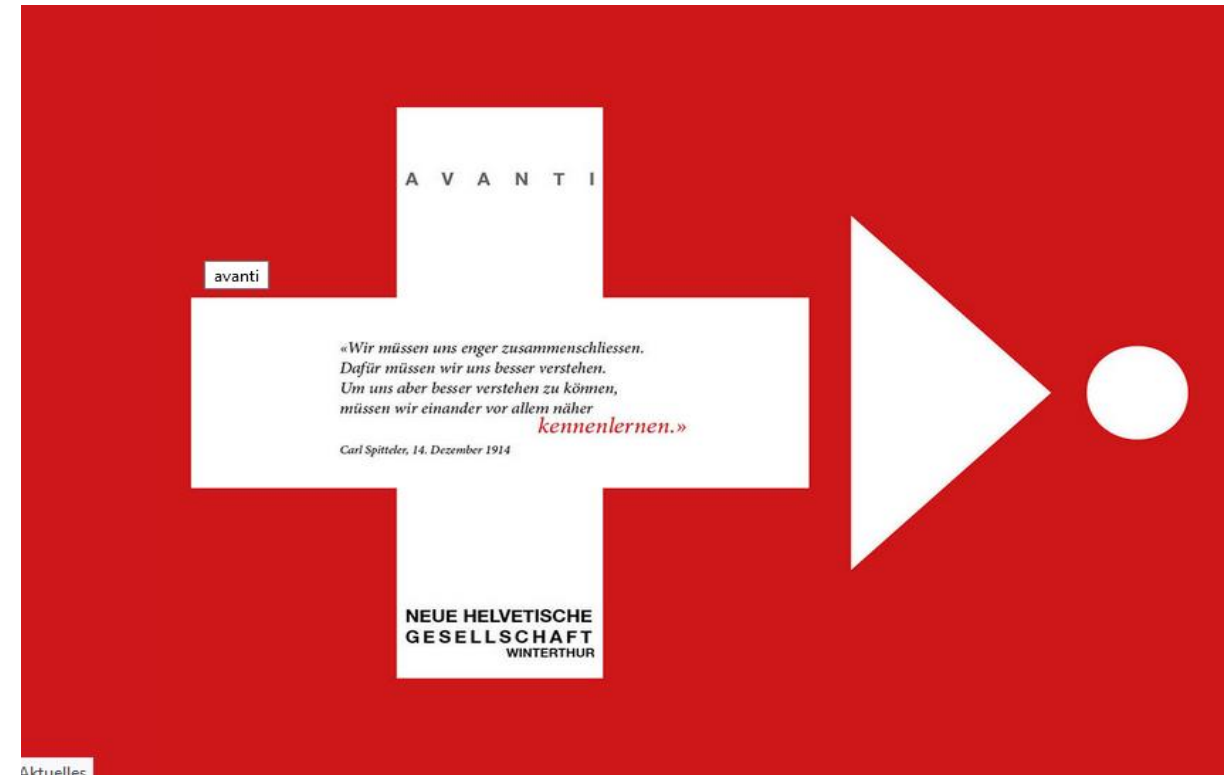 A V A N T I
avanti
«Wir müssen uns enger zusammenschliessen.
Dafür müssen wir uns besser verstehen.
Um uns aber besser verstehen zu können,
müssen wir einander vor allem näher
kennenlernen.»
Carl Spitteler, 14. Dezember 1914
NEUE HELVETISCHE
GESELLSCHAFT
WINTERTHUR
Aktuelles